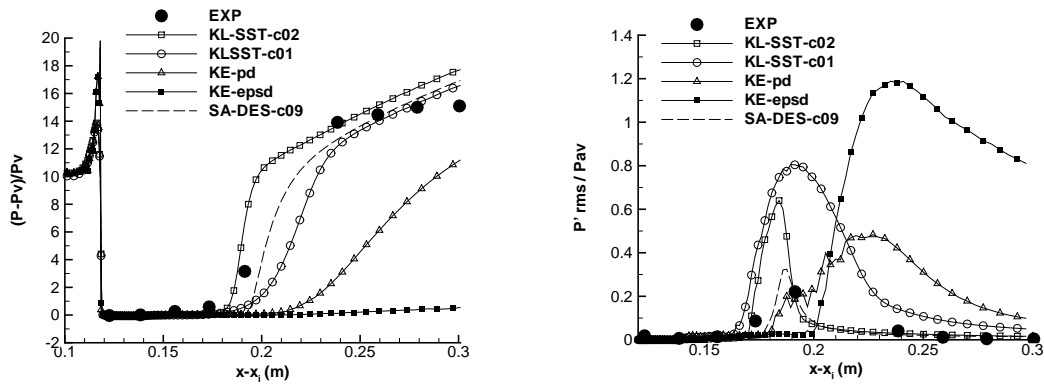 EXP
KL-SST-c02
KLSST-c01
KE-pd
KE-epsd
SA-DES-c09
(P-Pv)/Pv
20
18
16
14
12
10
8
6
4
2
0
-2
0.1
0.15
0.2
0.25
0.3
x-xi (m)
EXP
KL-SST-c02
KL-SST-c01
KE-pd
KE-epsd
SA-DES-c09
P' rms / Pav
1.4
1.2
1
0.8
0.6
0.4
0.2
0
0.15
0.2
0.25
0.3
x-xi (m)